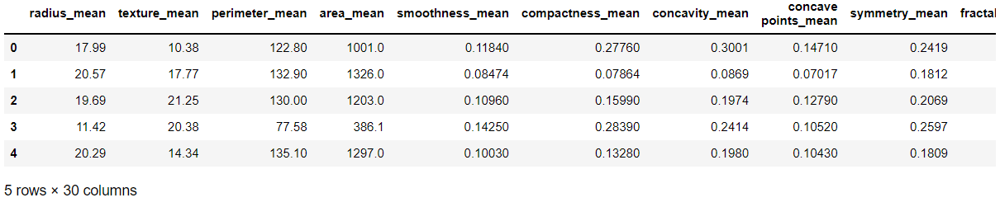 radius_mean texture_mean perimeter_mean area_mean smoothness_mean compactness_mean concavity_mean concave points_mean symmetry_mean fractal
0 17.99 10.38 122.80 1001.0 0.11840 0.27760 0.3001 0.14710 0.2419
1 20.57 17.77 132.90 1326.0 0.08474 0.07864 0.0869 0.07017 0.1812
2 19.69 21.25 130.00 1203.0 0.10960 0.15990 0.1974 0.12790 0.2069
3 11.42 20.38 77.58 386.1 0.14250 0.28390 0.2414 0.10520 0.2597
4 20.29 14.34 135.10 1297.0 0.10030 0.13280 0.1980 0.10430 0.1809
5 rows × 30 columns